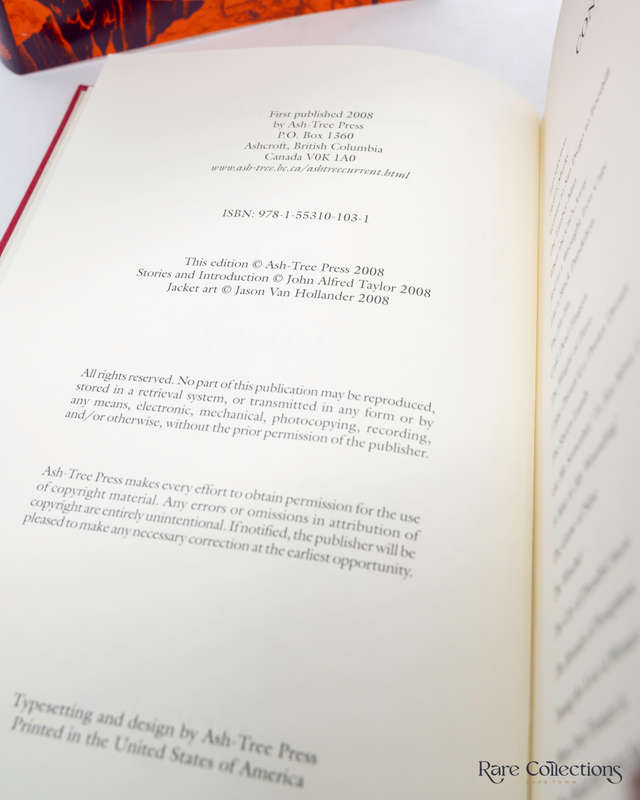 First published 2008
by Ash-Tree Press
P.O. Box 1360
Ashcroft, British Columbia
Canada V0K 1A0
www.ash-tree.bc.ca/ashtreecurrent.html
ISBN: 978-1-55310-103-1
This edition © Ash-Tree Press 2008
Stories and Introduction © John Alfred Taylor 2008
Jacket art © Jason Van Hollander 2008
All rights reserved. No part of this publication may be reproduced,
stored in a retrieval system, or transmitted in any form or by
any means, electronic, mechanical, photocopying, recording,
and/or otherwise, without the prior permission of the publisher.
Ash-Tree Press makes every effort to obtain permission for the use
of copyright material. Any errors or omissions in attribution of
copyright are entirely unintentional. If notified, the publisher will be
pleased to make any necessary correction at the earliest opportunity.
Typesetting and design by Ash-Tree Press
Printed in the United States of America
Rare Collections